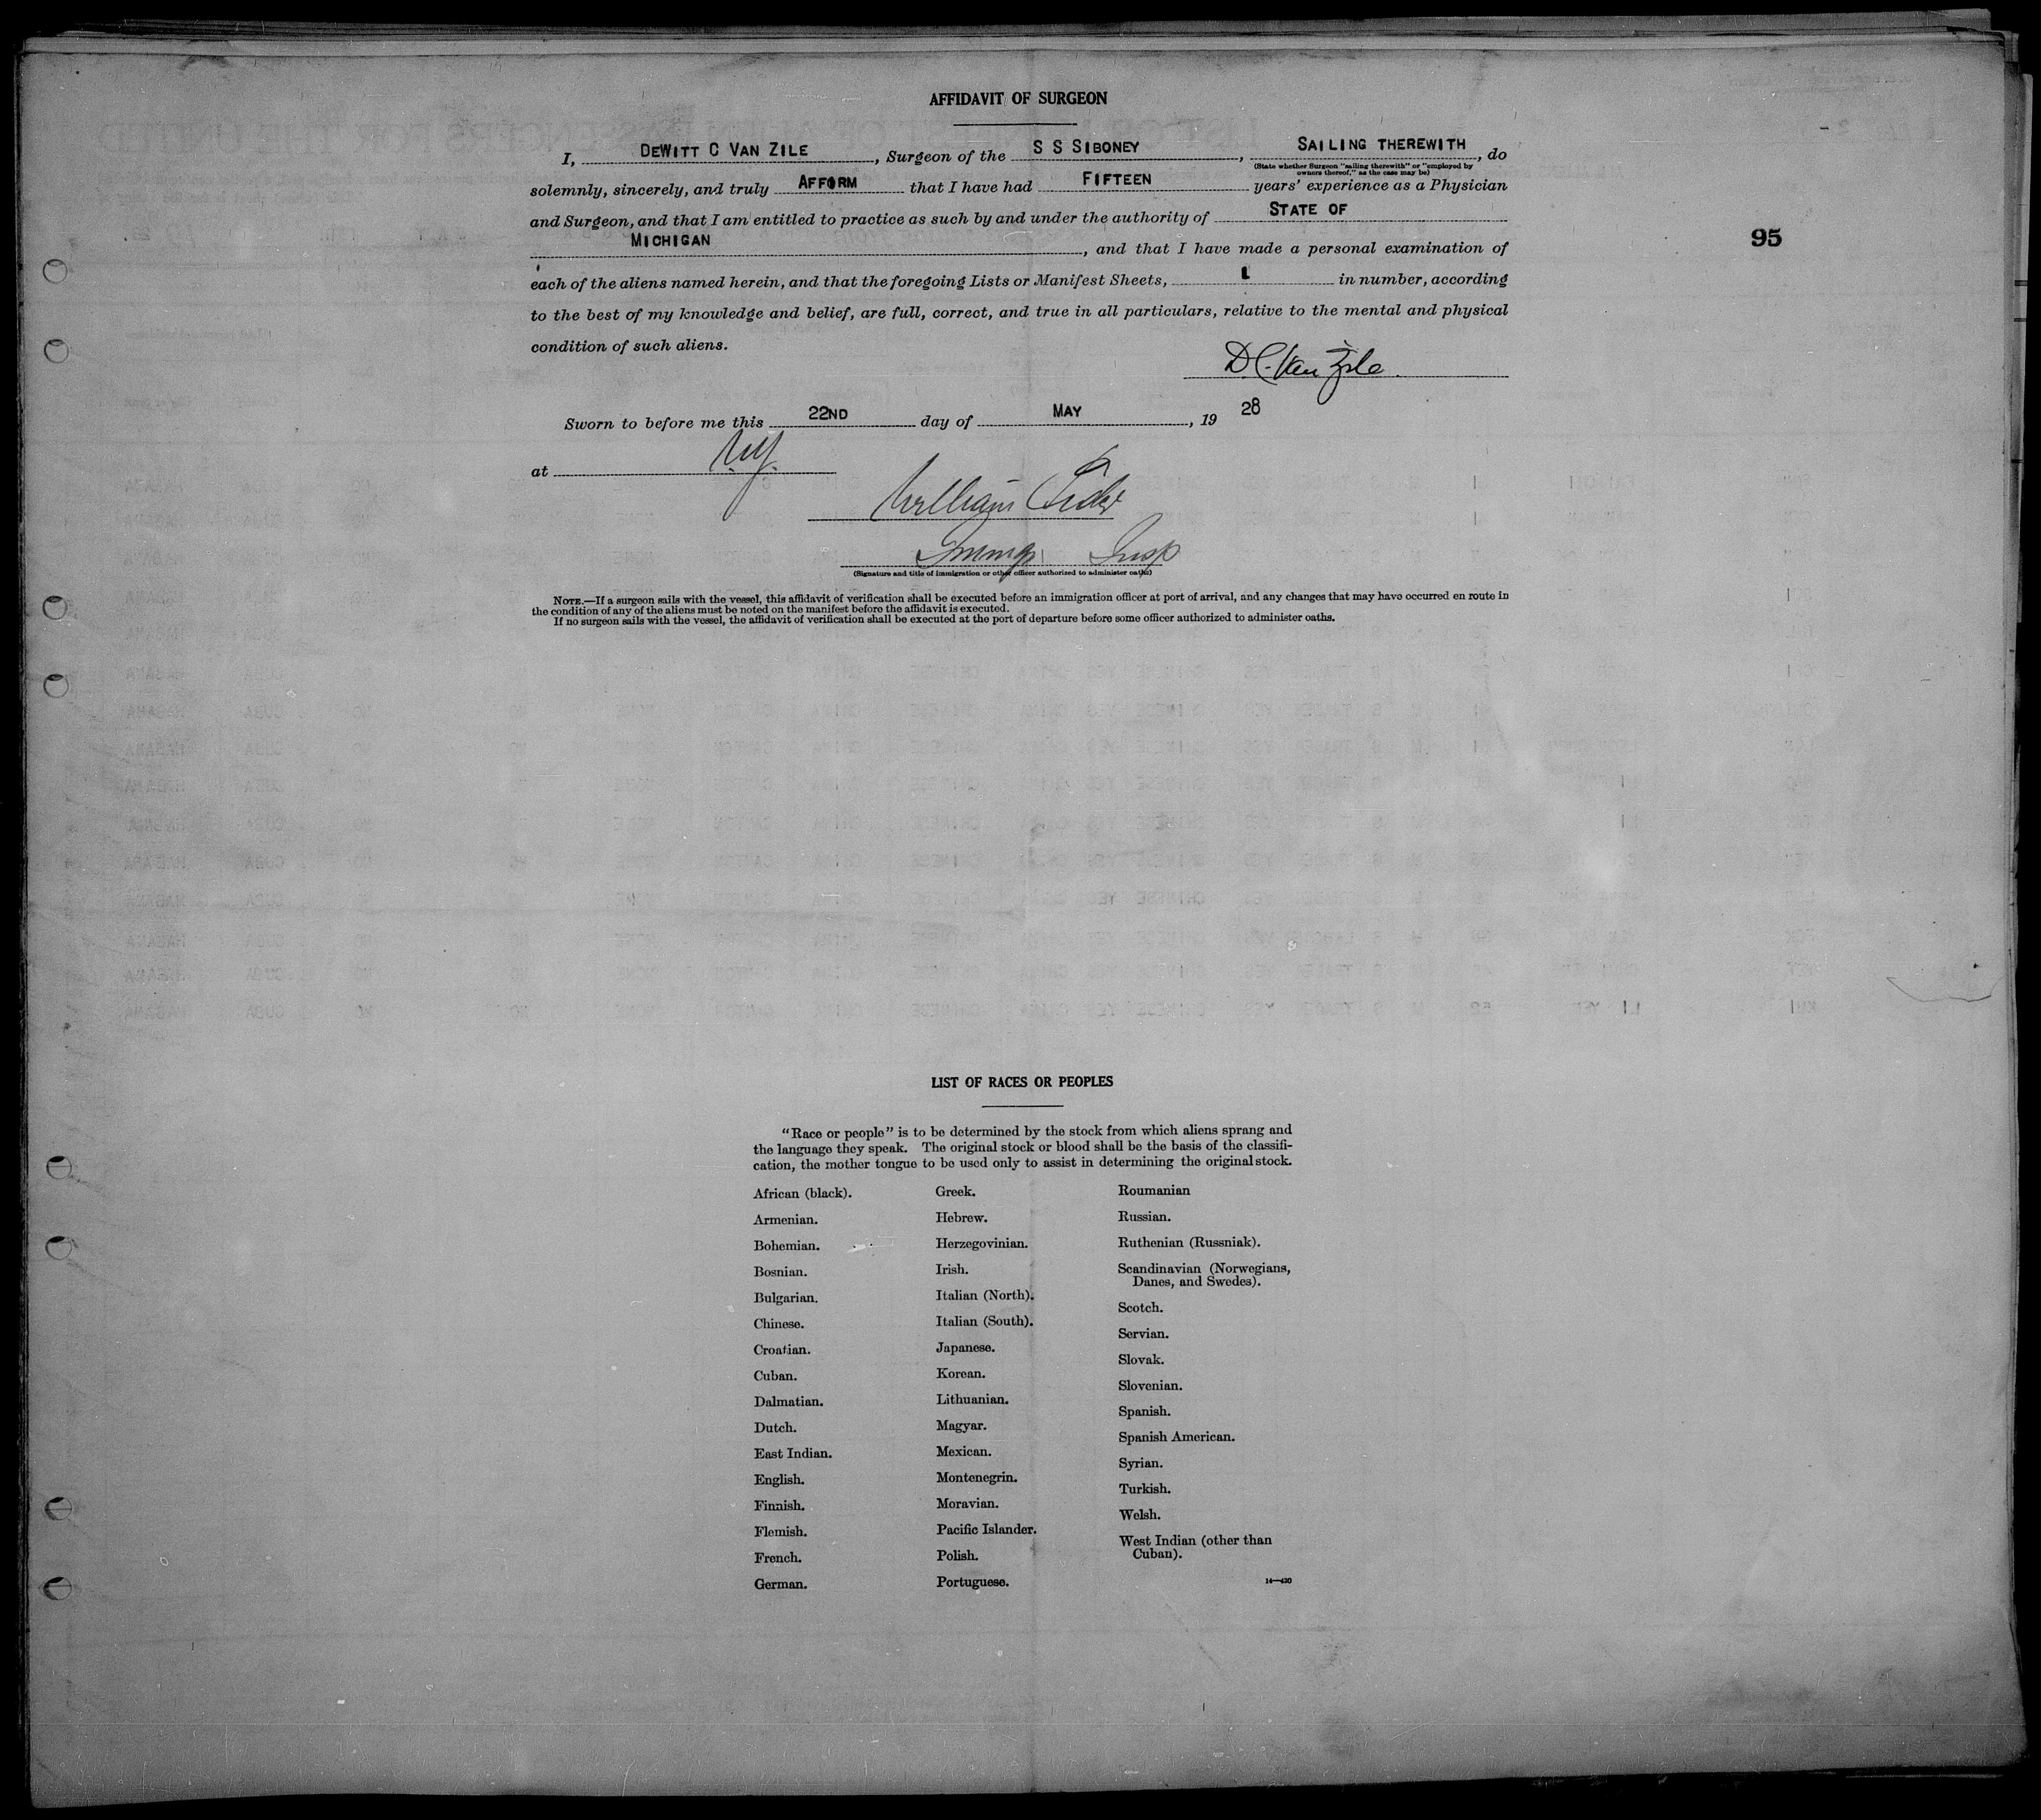 AFFIDAVIT OF SURGEON
I, DEWITT C VAN ZILE, Surgeon of the S S SIBONEY, SAILING THEREWITH, do
(State whether Surgeon "sailing therewith" or "employed by
owners thereof," as the case may be)
solemnly, sincerely, and truly AFFORM that I have had FIFTEEN years' experience as a Physician
and Surgeon, and that I am entitled to practice as such by and under the authority of STATE OF
MICHIGAN, and that I have made a personal examination of
95
each of the aliens named herein, and that the foregoing Lists or Manifest Sheets, in number, according
to the best of my knowledge and belief, are full, correct, and true in all particulars, relative to the mental and physical
condition of such aliens.
D.C. Van Zile.
Sworn to before me this 22ND day of MAY, 19 28
at N.Y.
William
Immgr Insp
(Signature and title of immigration or other officer authorized to administer oaths)
NOTE.—If a surgeon sails with the vessel, this affidavit of verification shall be executed before an immigration officer at port of arrival, and any changes that may have occurred en route in
the condition of any of the aliens must be noted on the manifest before the affidavit is executed.
If no surgeon sails with the vessel, the affidavit of verification shall be executed at the port of departure before some officer authorized to administer oaths.
LIST OF RACES OR PEOPLES
"Race or people" is to be determined by the stock from which aliens sprang and
the language they speak. The original stock or blood shall be the basis of the classifi-
cation, the mother tongue to be used only to assist in determining the original stock.
African (black).
Armenian.
Bohemian.
Bosnian.
Bulgarian.
Chinese.
Croatian.
Cuban.
Dalmatian.
Dutch.
East Indian.
English.
Finnish.
Flemish.
French.
German.
Greek.
Hebrew.
Herzegovinian.
Irish.
Italian (North).
Italian (South).
Japanese.
Korean.
Lithuanian.
Magyar.
Mexican.
Montenegrin.
Moravian.
Pacific Islander.
Polish.
Portuguese.
Roumanian
Russian.
Ruthenian (Russniak).
Scandinavian (Norwegians,
Danes, and Swedes).
Scotch.
Servian.
Slovak.
Slovenian.
Spanish.
Spanish American.
Syrian.
Turkish.
Welsh.
West Indian (other than
Cuban).
14—420